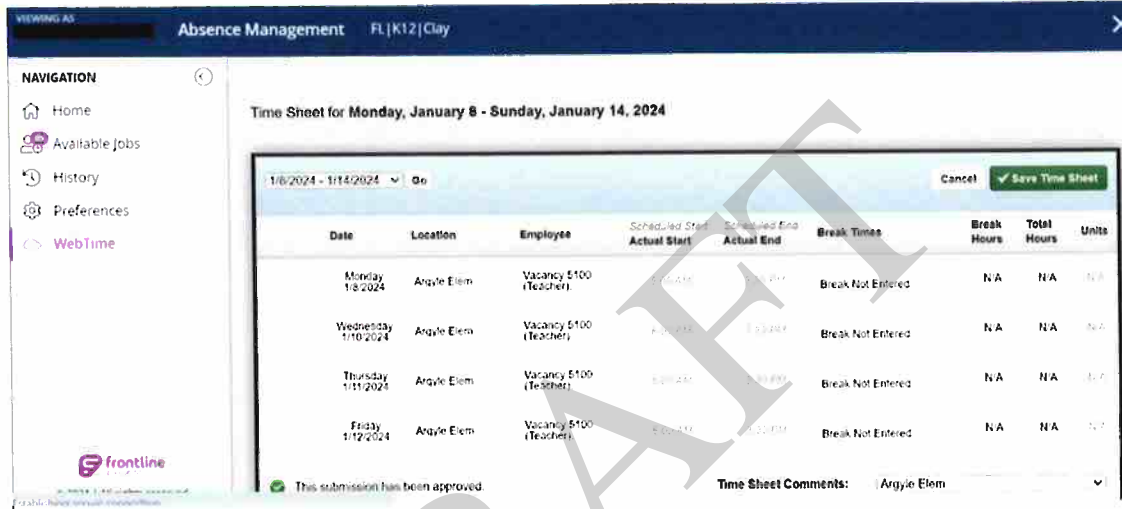 VIEWING AS
Absence Management FL|K12|Clay
NAVIGATION
Home
Available Jobs
History
Preferences
WebTime
frontline
Time Sheet for Monday, January 8 - Sunday, January 14, 2024
1/8/2024 - 1/14/2024 Go Cancel Save Time Sheet
Date Location Employee Scheduled Start Actual Start Scheduled End Actual End Break Times Break Hours Total Hours Units
Monday 1/8/2024 Argyle Elem Vacancy 5100 (Teacher), Break Not Entered N/A N/A N/A
Wednesday 1/10/2024 Argyle Elem Vacancy 5100 (Teacher), Break Not Entered N/A N/A N/A
Thursday 1/11/2024 Argyle Elem Vacancy 5100 (Teacher), Break Not Entered N/A N/A N/A
Friday 1/12/2024 Argyle Elem Vacancy 5100 (Teacher), Break Not Entered N/A N/A N/A
This submission has been approved. Time Sheet Comments: Argyle Elem